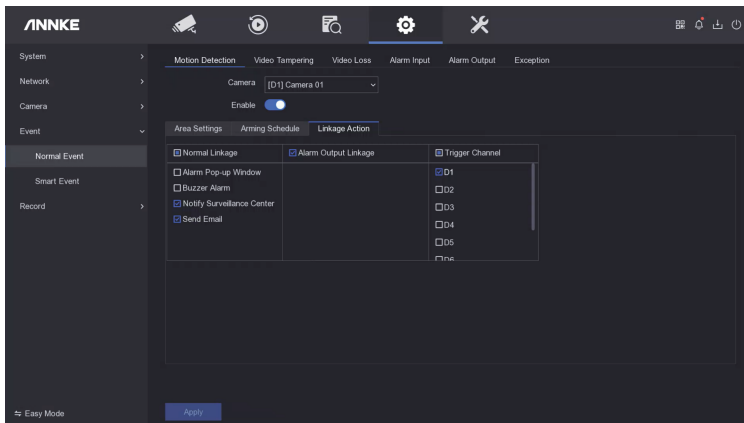 ANNKE
System
Network
Camera
Event
Normal Event
Smart Event
Record
Easy Mode
Motion Detection Video Tampering Video Loss Alarm Input Alarm Output Exception
Camera [D1] Camera 01
Enable
Area Settings Arming Schedule Linkage Action
Normal Linkage Alarm Output Linkage Trigger Channel
Alarm Pop-up Window D1
Buzzer Alarm D2
Notify Surveillance Center D3
Send Email D4
D5
D6
Apply